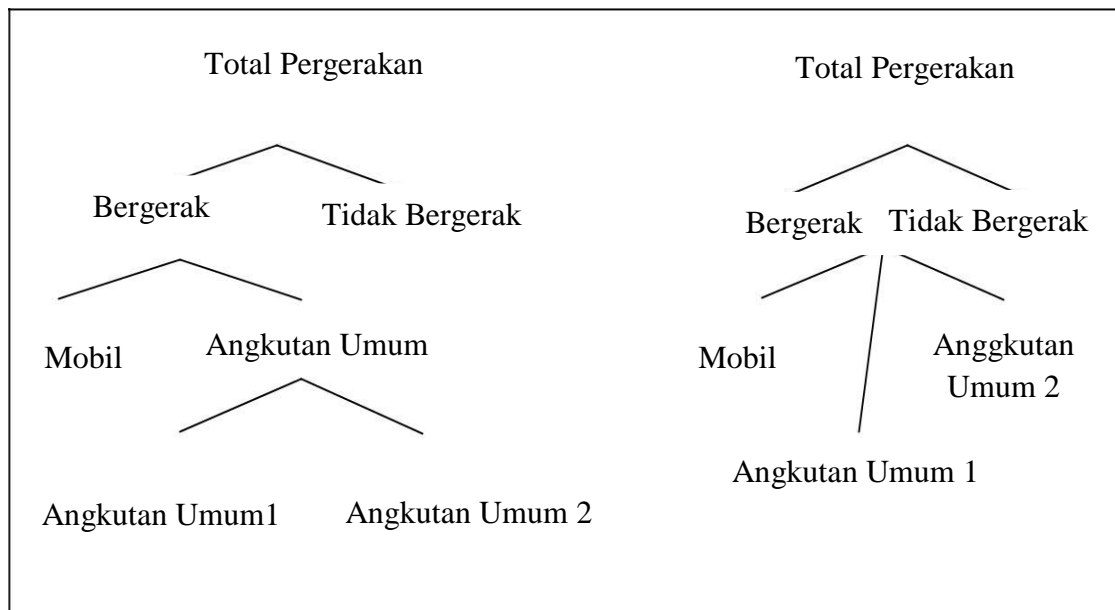 Total Pergerakan
Bergerak
Tidak Bergerak
Mobil
Angkutan Umum
Angkutan Umum1
Angkutan Umum 2
Total Pergerakan
Bergerak
Tidak Bergerak
Mobil
Anggkutan
Umum 2
Angkutan Umum 1